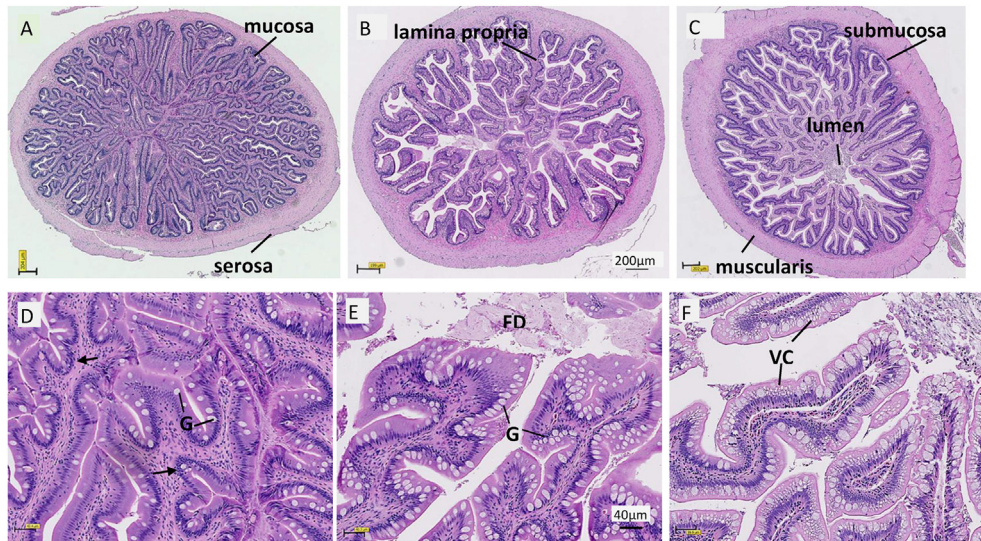 A
mucosa
serosa
B
lamina propria
200µm
C
submucosa
lumen
muscularis
D
G
E
FD
G
40µm
F
VC